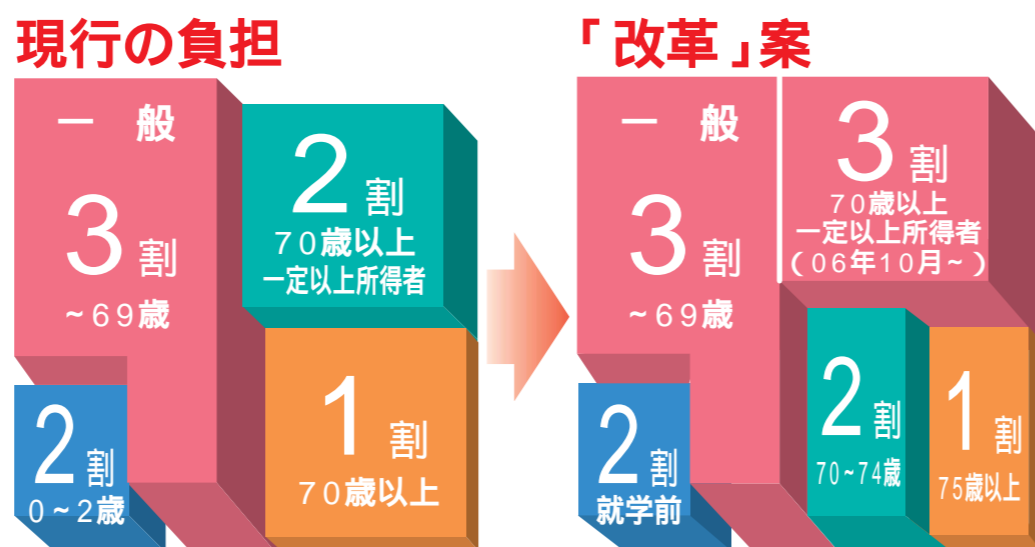 現行の負担
一般
3割
~69歳
2割
0~2歳
2割
70歳以上
一定以上所得者
1割
70歳以上
「改革」案
一般
3割
~69歳
2割
就学前
3割
70歳以上
一定以上所得者
(06年10月~)
2割
70~74歳
1割
75歳以上